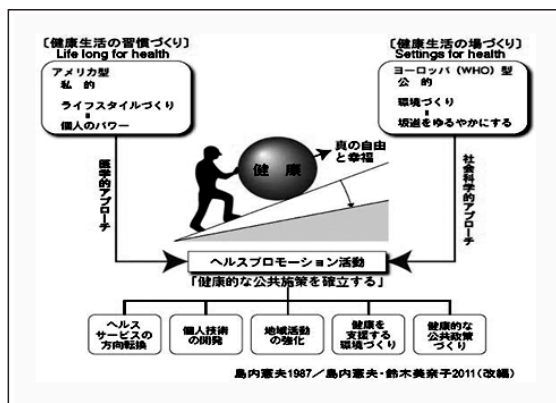 〔健康生活の習慣づくり〕
Life long for health
アメリカ型
私 的
ライフスタイルづくり
=
個人のパワー
〔健康生活の場づくり〕
Settings for health
ヨーロッパ（WHO）型
公 的
環境づくり
=
坂道をゆるやかにする
健 康
真の自由
と幸福
医学的アプローチ
社会科学的アプローチ
ヘルスプロモーション活動
「健康的な公共施策を確立する」
ヘルス
サービスの
方向転換
個人技術
の開発
地域活動
の強化
健康を
支援する
環境づくり
健康的な
公共政策
づくり
島内憲夫1987／島内憲夫・鈴木美奈子2011（改編）